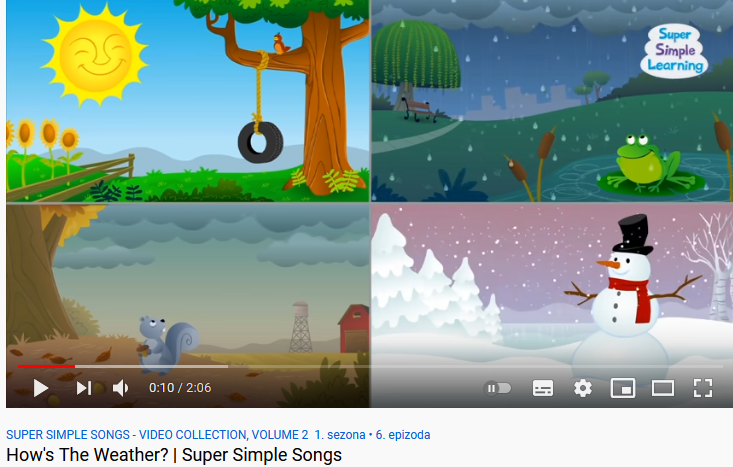 Super
Simple
Learning
0:10 / 2:06
SUPER SIMPLE SONGS - VIDEO COLLECTION, VOLUME 2 1. sezona • 6. epizoda
How's The Weather? | Super Simple Songs